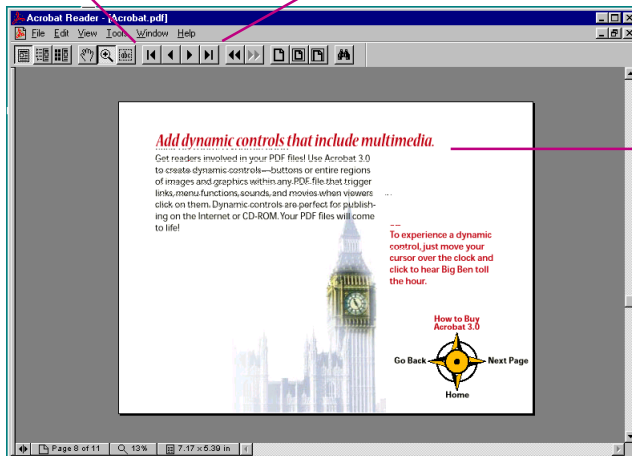 Acrobat Reader - [Acrobat.pdf]
File Edit View Tools Window Help
abc
Add dynamic controls that include multimedia.
Get readers involved in your PDF files! Use Acrobat 3.0
to create dynamic controls—buttons or entire regions
of images and graphics within any PDF file that trigger
links, menu functions, sounds, and movies when viewers
click on them. Dynamic controls are perfect for publish-
ing on the Internet or CD-ROM. Your PDF files will come
to life!
To experience a dynamic
control, just move your
cursor over the clock and
click to hear Big Ben toll
the hour.
How to Buy
Acrobat 3.0
Go Back Next Page
Home
Page 8 of 11 13% 7.17 x 5.39 in